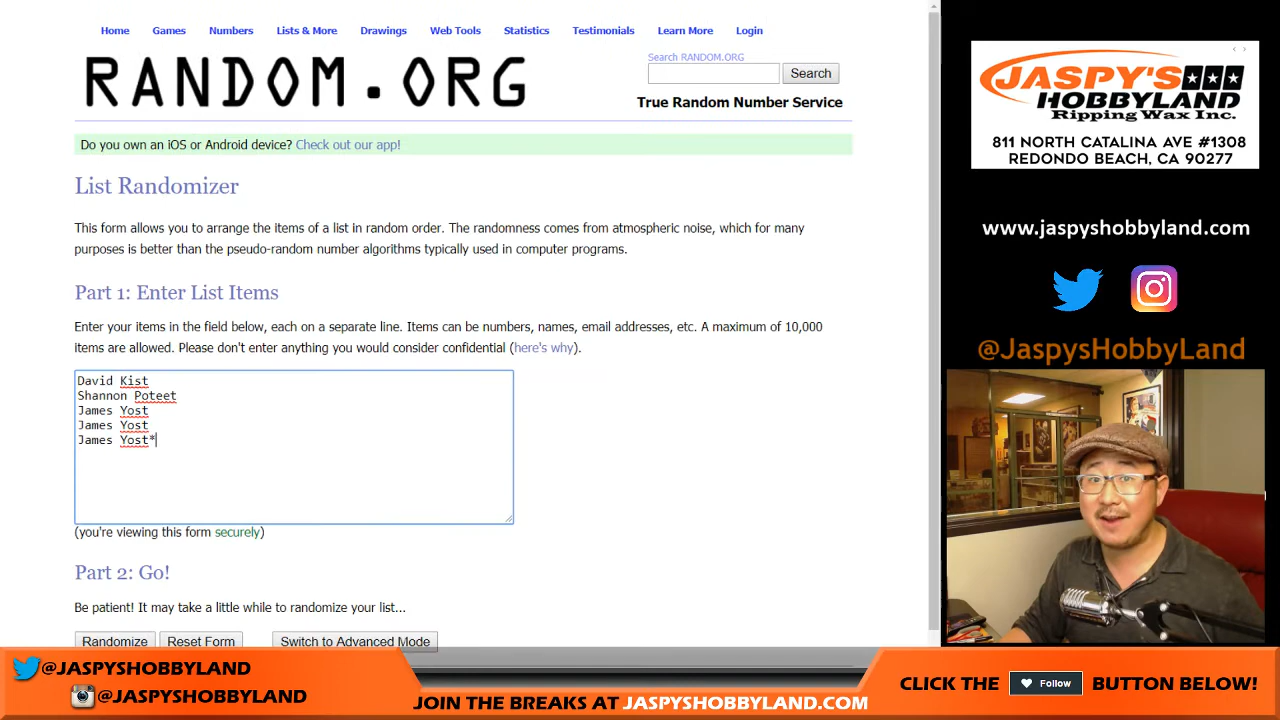 Home Games Numbers Lists & More Drawings Web Tools Statistics Testimonials Learn More Login
RANDOM.ORG
Search RANDOM.ORG
Search
True Random Number Service
Do you own an iOS or Android device? Check out our app!
List Randomizer
This form allows you to arrange the items of a list in random order. The randomness comes from atmospheric noise, which for many
purposes is better than the pseudo-random number algorithms typically used in computer programs.
Part 1: Enter List Items
Enter your items in the field below, each on a separate line. Items can be numbers, names, email addresses, etc. A maximum of 10,000
items are allowed. Please don't enter anything you would consider confidential (here's why).
David Kist
Shannon Poteet
James Yost
James Yost
James Yost*
(you're viewing this form securely)
Part 2: Go!
Be patient! It may take a little while to randomize your list...
Randomize Reset Form Switch to Advanced Mode
JASPY'S
HOBBYLAND
Ripping Wax Inc.
811 NORTH CATALINA AVE #1308
REDONDO BEACH, CA 90277
www.jaspyshobbyland.com
@JaspysHobbyLand
@JASPYSHOBBYLAND
@JASPYSHOBBYLAND
JOIN THE BREAKS AT JASPYSHOBBYLAND.COM
CLICK THE Follow BUTTON BELOW!